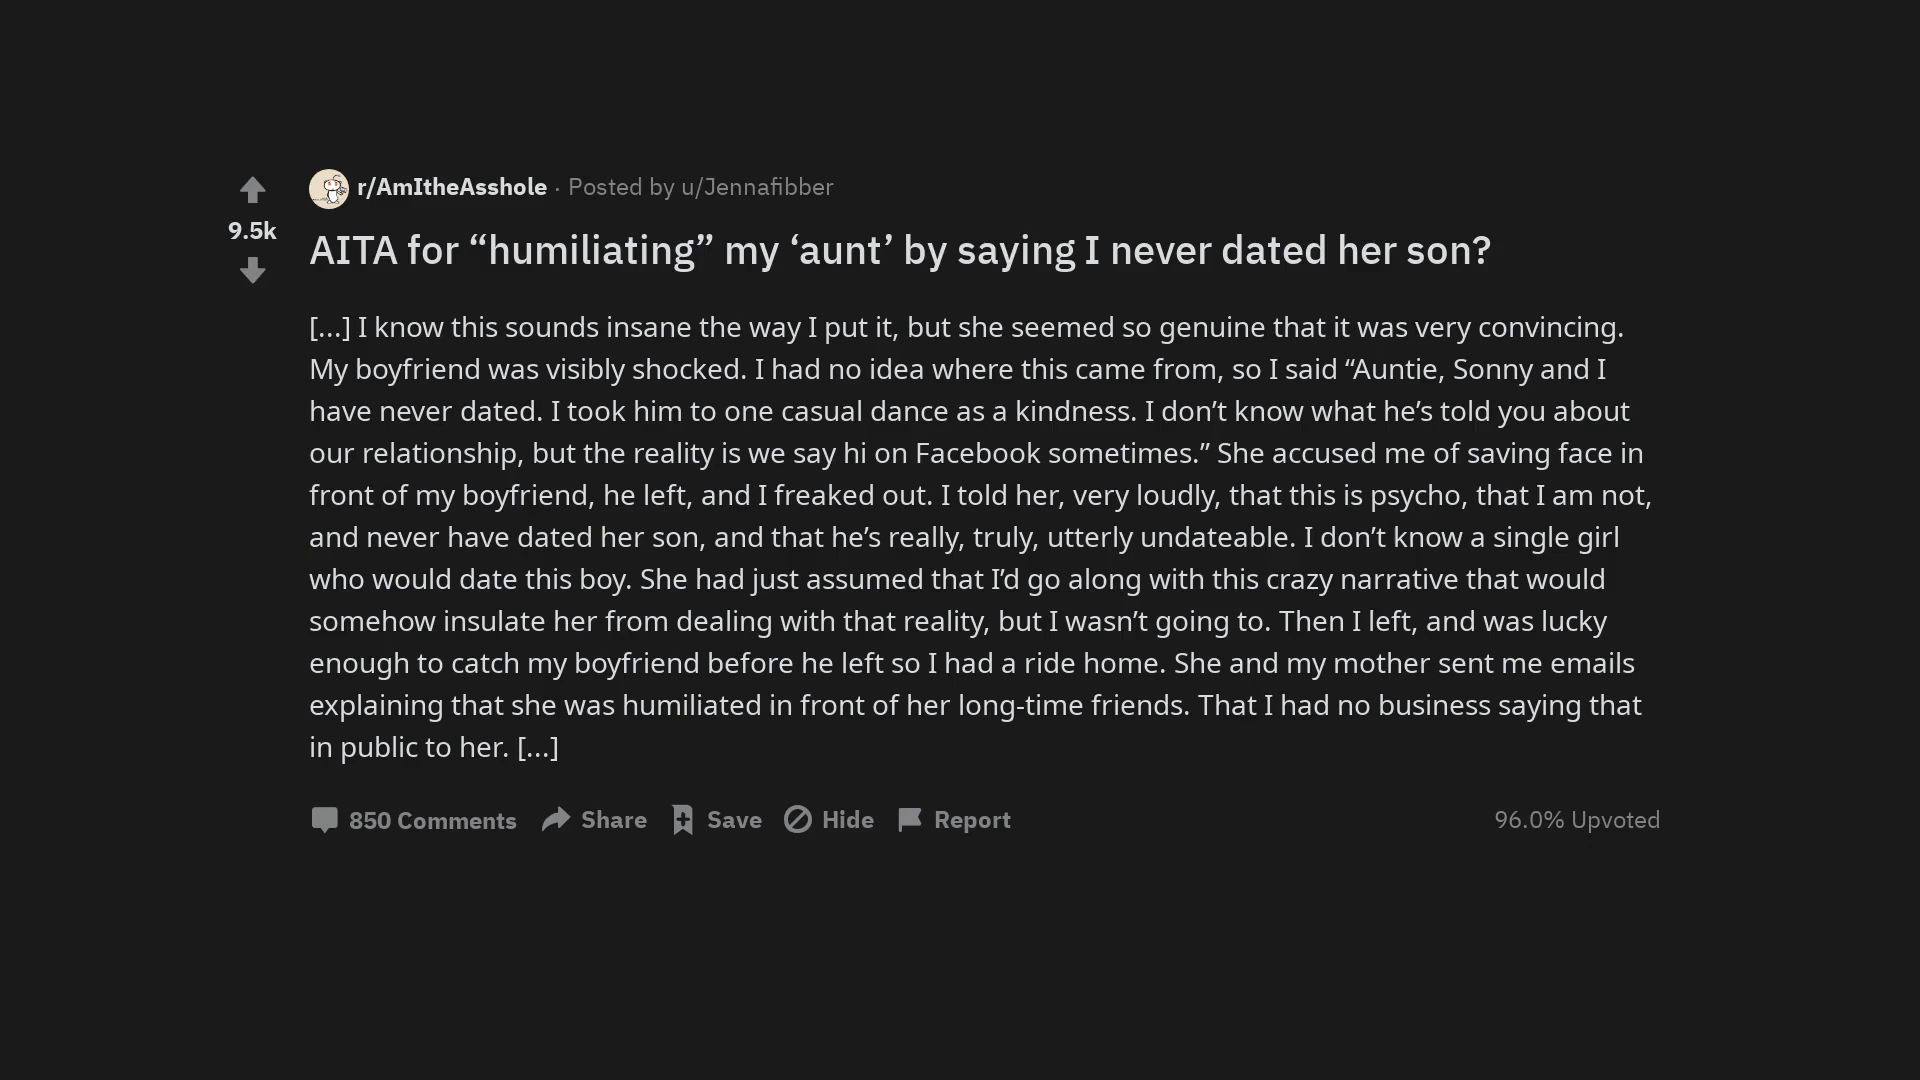 r/AmItheAsshole · Posted by u/Jennafibber
9.5k
AITA for “humiliating” my ‘aunt’ by saying I never dated her son?
[...] I know this sounds insane the way I put it, but she seemed so genuine that it was very convincing.
My boyfriend was visibly shocked. I had no idea where this came from, so I said “Auntie, Sonny and I
have never dated. I took him to one casual dance as a kindness. I don’t know what he’s told you about
our relationship, but the reality is we say hi on Facebook sometimes.” She accused me of saving face in
front of my boyfriend, he left, and I freaked out. I told her, very loudly, that this is psycho, that I am not,
and never have dated her son, and that he’s really, truly, utterly undateable. I don’t know a single girl
who would date this boy. She had just assumed that I’d go along with this crazy narrative that would
somehow insulate her from dealing with that reality, but I wasn’t going to. Then I left, and was lucky
enough to catch my boyfriend before he left so I had a ride home. She and my mother sent me emails
explaining that she was humiliated in front of her long-time friends. That I had no business saying that
in public to her. [...]
850 Comments Share Save Hide Report 96.0% Upvoted